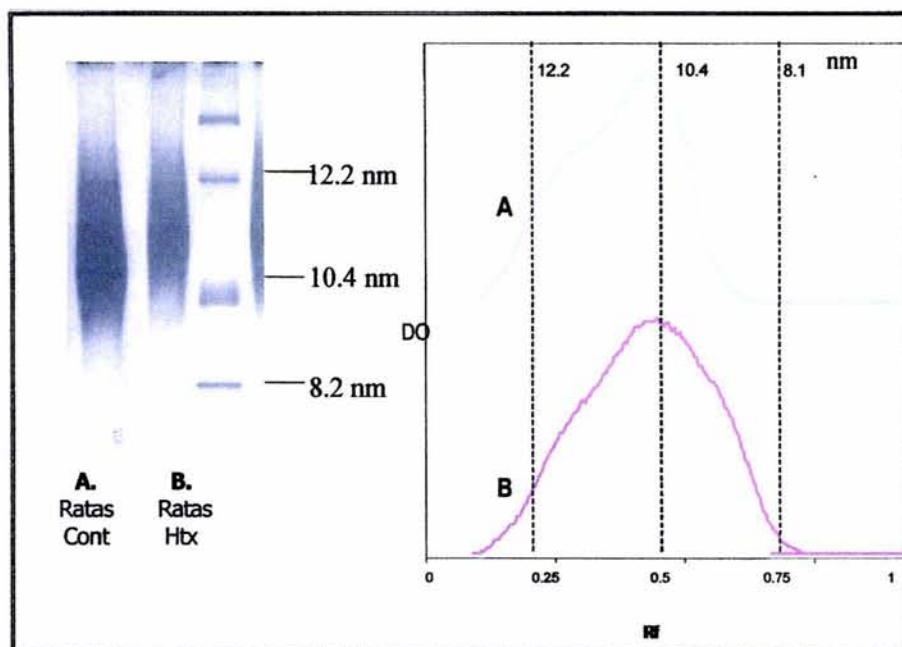 12.2 nm
10.4 nm
8.2 nm
A.
Ratas
Cont
B.
Ratas
Htx
12.2
10.4
8.1
nm
A
DO
B
0
0.25
0.5
0.75
1
Rf